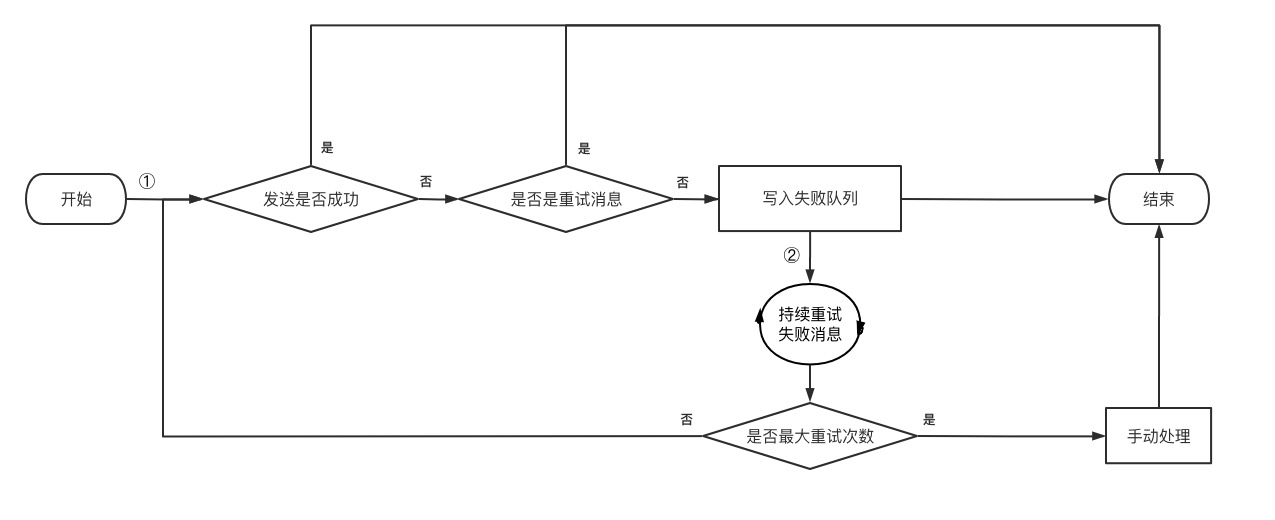 开始
①
发送是否成功
是
否
是否是重试消息
是
否
写入失败队列
结束
②
持续重试
失败消息
否
是否最大重试次数
是
手动处理